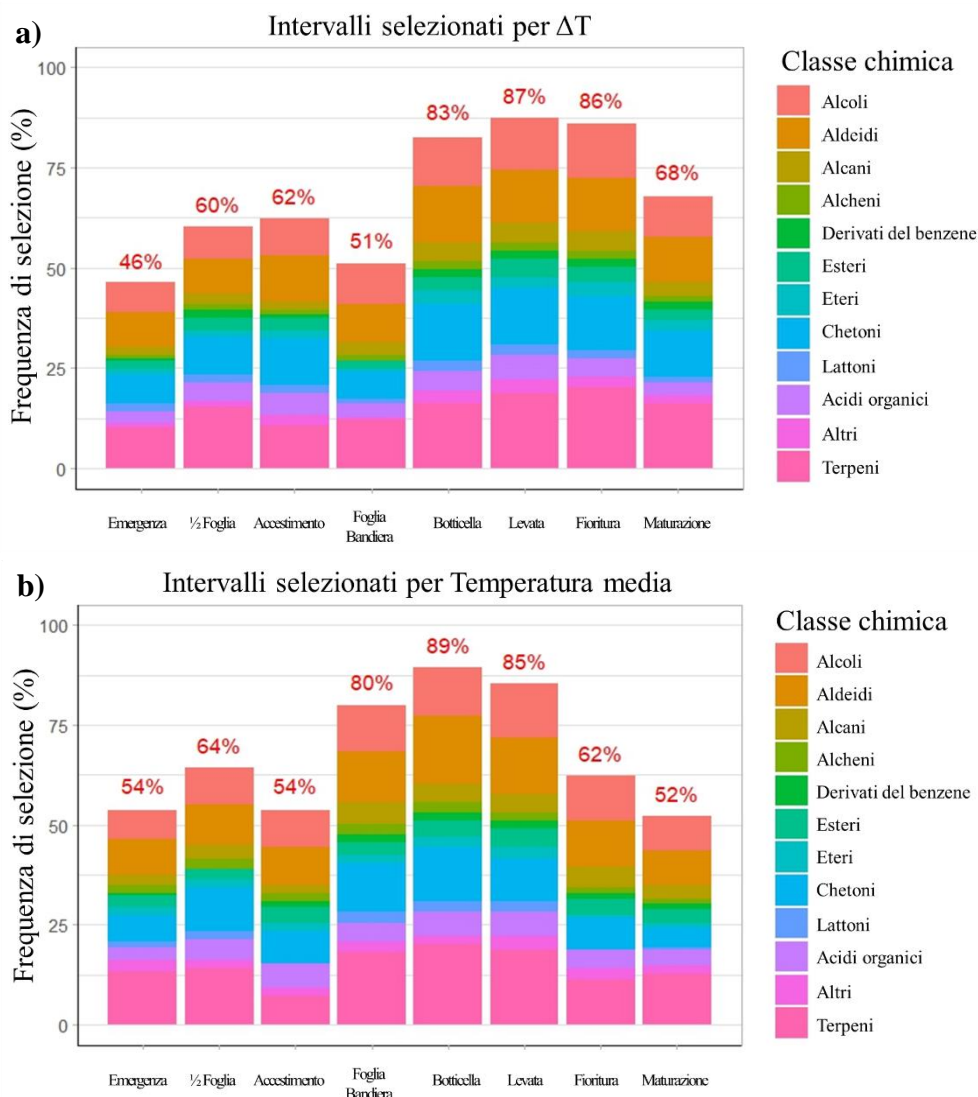 a)
Intervalli selezionati per ΔT
Frequenza di selezione (%)
100
75
50
25
0
46%
60%
62%
51%
83%
87%
86%
68%
Emergenza
½ Foglia
Accestimento
Foglia
Bandiera
Botticella
Levata
Fioritura
Maturazione
Classe chimica
Alcoli
Aldeidi
Alcani
Alcheni
Derivati del benzene
Esteri
Eteri
Chetoni
Lattoni
Acidi organici
Altri
Terpeni
b)
Intervalli selezionati per Temperatura media
Frequenza di selezione (%)
100
75
50
25
0
54%
64%
54%
80%
89%
85%
62%
52%
Emergenza
½ Foglia
Accestimento
Foglia
Bandiera
Botticella
Levata
Fioritura
Maturazione
Classe chimica
Alcoli
Aldeidi
Alcani
Alcheni
Derivati del benzene
Esteri
Eteri
Chetoni
Lattoni
Acidi organici
Altri
Terpeni